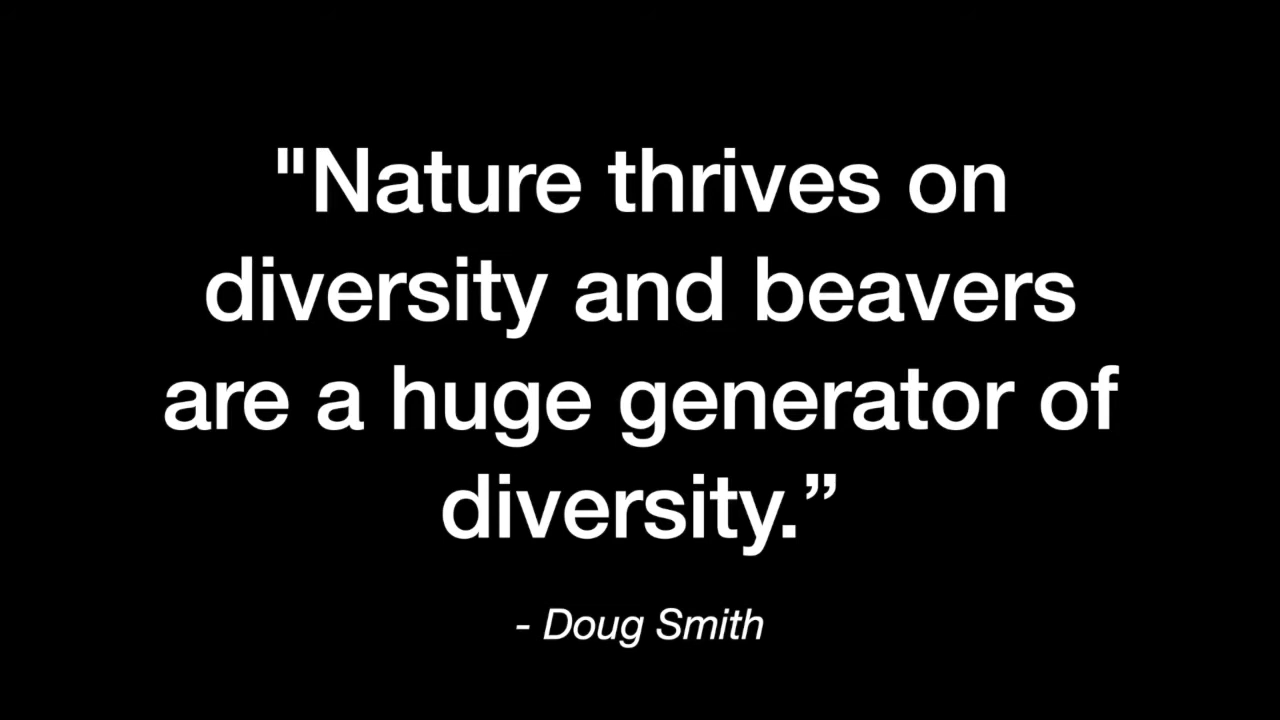 "Nature thrives on
diversity and beavers
are a huge generator of
diversity.”
- Doug Smith